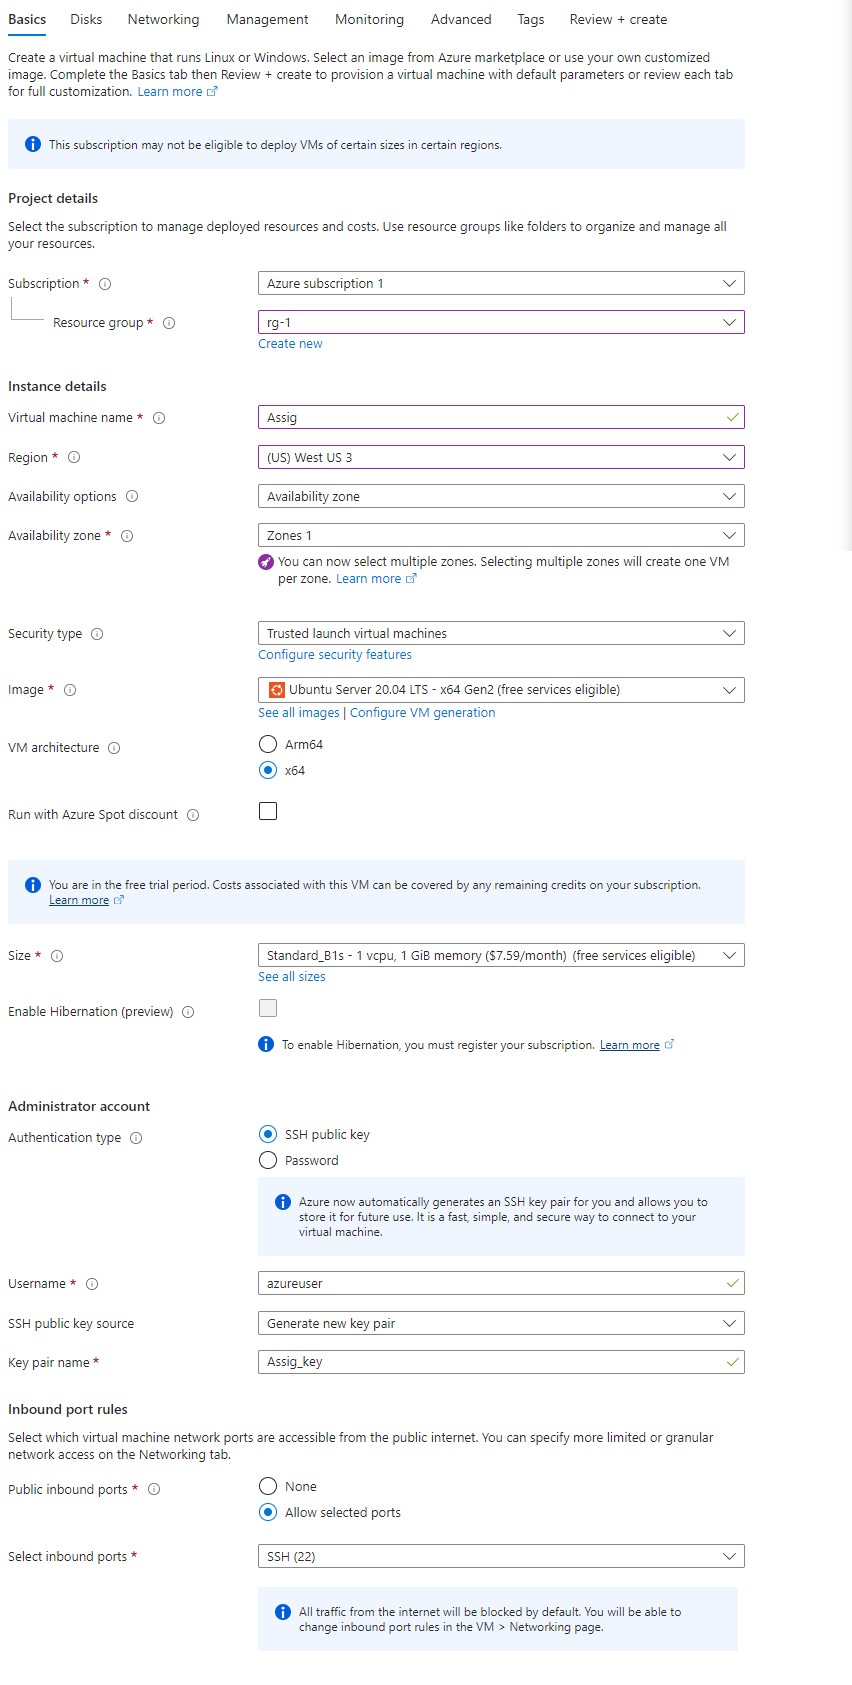 Basics Disks Networking Management Monitoring Advanced Tags Review + create
Create a virtual machine that runs Linux or Windows. Select an image from Azure marketplace or use your own customized
image. Complete the Basics tab then Review + create to provision a virtual machine with default parameters or review each tab
for full customization. Learn more
This subscription may not be eligible to deploy VMs of certain sizes in certain regions.
Project details
Select the subscription to manage deployed resources and costs. Use resource groups like folders to organize and manage all
your resources.
Subscription * Azure subscription 1
Resource group * rg-1
Create new
Instance details
Virtual machine name * Assig
Region * (US) West US 3
Availability options Availability zone
Availability zone * Zones 1
You can now select multiple zones. Selecting multiple zones will create one VM
per zone. Learn more
Security type Trusted launch virtual machines
Configure security features
Image * Ubuntu Server 20.04 LTS - x64 Gen2 (free services eligible)
See all images | Configure VM generation
VM architecture Arm64
x64
Run with Azure Spot discount
You are in the free trial period. Costs associated with this VM can be covered by any remaining credits on your subscription.
Learn more
Size * Standard_B1s - 1 vcpu, 1 GiB memory ($7.59/month) (free services eligible)
See all sizes
Enable Hibernation (preview)
To enable Hibernation, you must register your subscription. Learn more
Administrator account
Authentication type SSH public key
Password
Azure now automatically generates an SSH key pair for you and allows you to
store it for future use. It is a fast, simple, and secure way to connect to your
virtual machine.
Username * azureuser
SSH public key source Generate new key pair
Key pair name * Assig_key
Inbound port rules
Select which virtual machine network ports are accessible from the public internet. You can specify more limited or granular
network access on the Networking tab.
Public inbound ports * None
Allow selected ports
Select inbound ports * SSH (22)
All traffic from the internet will be blocked by default. You will be able to
change inbound port rules in the VM > Networking page.